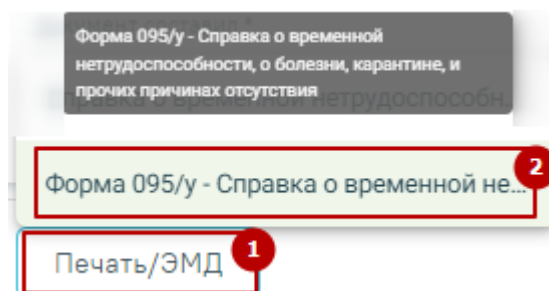 Форма 095/у - Справка о временной
нетрудоспособности, о болезни, карантине, и
прочих причинах отсутствия
Форма 095/у - Справка о временной не...
2
Печать/ЭМД
1